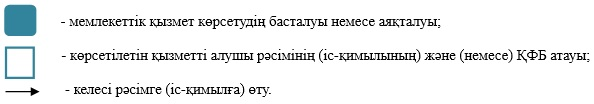 - мемлекеттік қызмет көрсетудің басталуы немесе аяқталуы;
- көрсетілетін қызметті алушы рәсімінің (іс-қимылының) және (немесе) ҚФБ атауы;
- келесі рәсімге (іс-қимылға) өту.